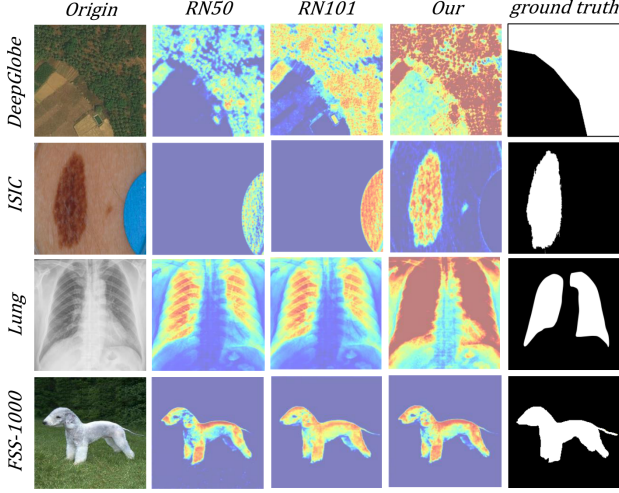 Origin RN50 RN101 Our ground truth
DeepGlobe
ISIC
Lung
FSS-1000